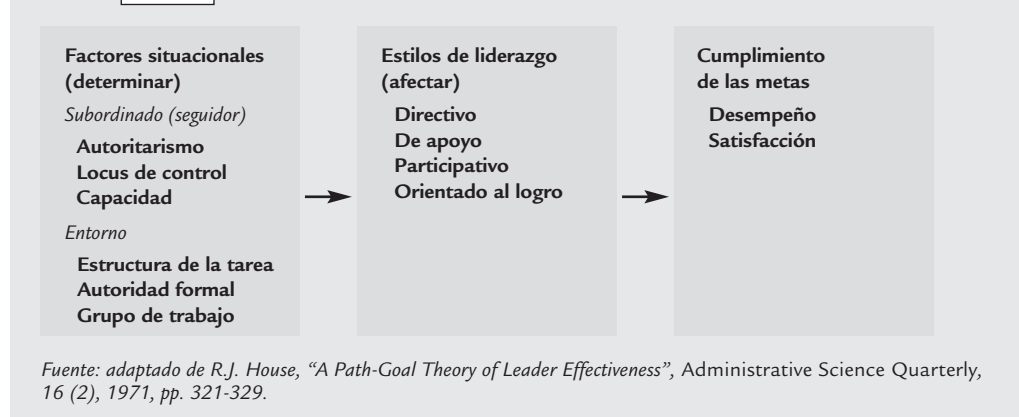 Factores situacionales
(determinar)
Subordinado (seguidor)
Autoritarismo
Locus de control
Capacidad
Entorno
Estructura de la tarea
Autoridad formal
Grupo de trabajo
Estilos de liderazgo
(afectar)
Directivo
De apoyo
Participativo
Orientado al logro
Cumplimiento
de las metas
Desempeño
Satisfacción
Fuente: adaptado de R.J. House, “A Path-Goal Theory of Leader Effectiveness”, Administrative Science Quarterly,
16 (2), 1971, pp. 321-329.